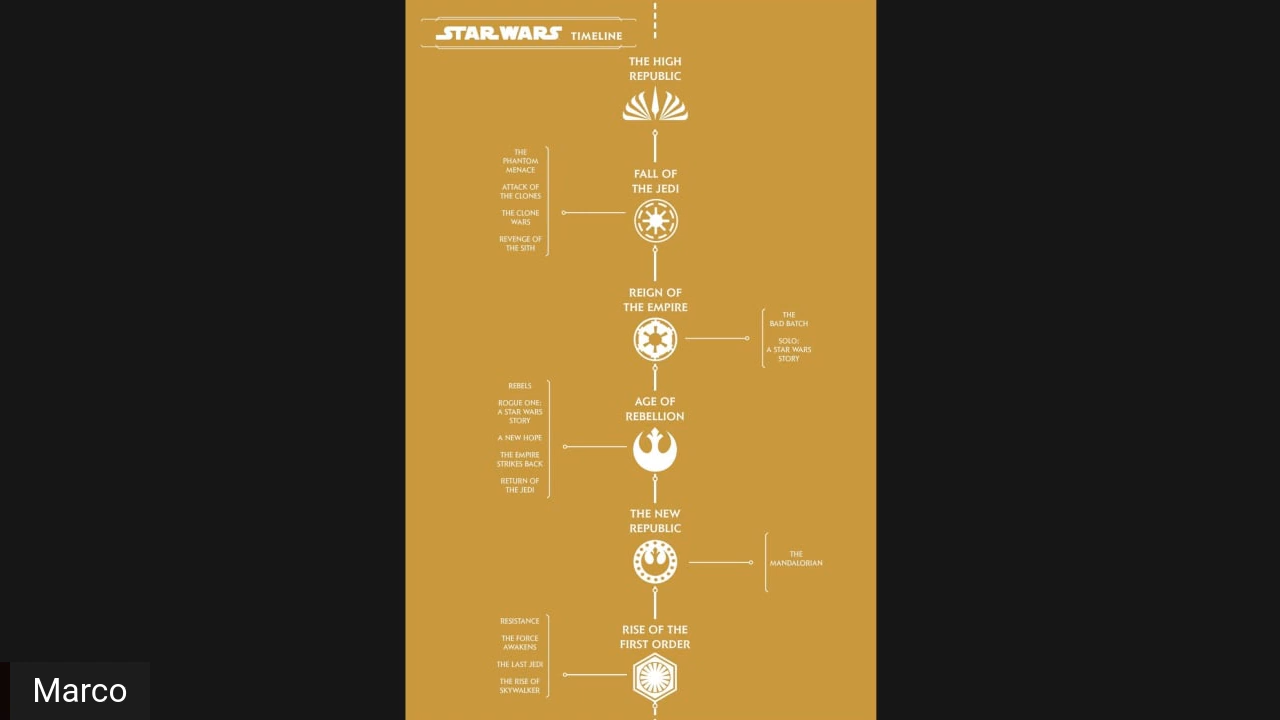 STAR WARS TIMELINE
THE HIGH
REPUBLIC
THE
PHANTOM
MENACE
ATTACK OF
THE CLONES
THE CLONE
WARS
REVENGE OF
THE SITH
FALL OF
THE JEDI
REIGN OF
THE EMPIRE
THE
BAD BATCH
SOLO:
A STAR WARS
STORY
REBELS
ROGUE ONE:
A STAR WARS
STORY
A NEW HOPE
THE EMPIRE
STRIKES BACK
RETURN OF
THE JEDI
AGE OF
REBELLION
THE NEW
REPUBLIC
THE
MANDALORIAN
RESISTANCE
THE FORCE
AWAKENS
THE LAST JEDI
THE RISE OF
SKYWALKER
RISE OF THE
FIRST ORDER
Marco